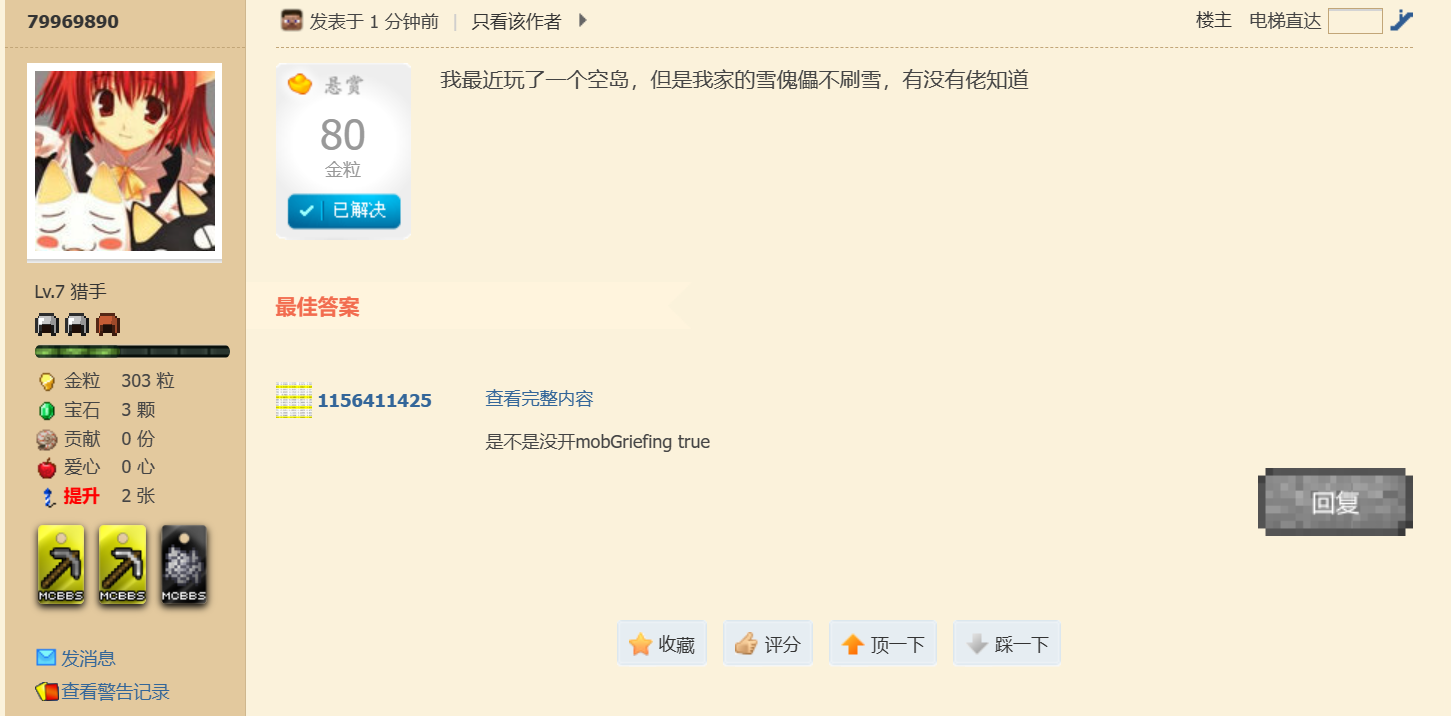 79969890
发表于 1 分钟前 | 只看该作者
楼主 电梯直达
悬赏
80
金粒
已解决
我最近玩了一个空岛，但是我家的雪傀儡不刷雪，有没有佬知道
Lv.7 猎手
金粒 303 粒
宝石 3 颗
贡献 0 份
爱心 0 心
提升 2 张
MCBBS MCBBS MCBBS
发消息
查看警告记录
最佳答案
1156411425
查看完整内容
是不是没开mobGriefing true
回复
收藏 评分 顶一下 踩一下